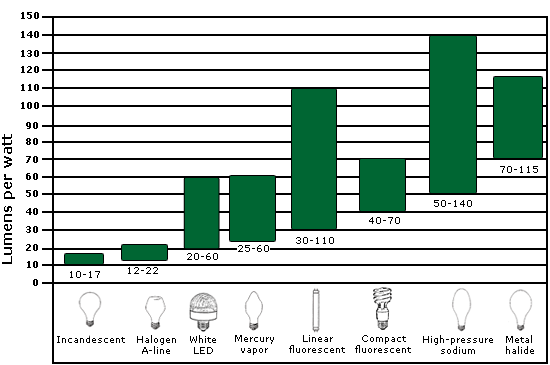 Lumens per watt
150
140
130
120
110
100
90
80
70
60
50
40
30
20
10
0
10-17
12-22
20-60
25-60
30-110
40-70
50-140
70-115
Incandescent
Halogen
A-line
White
LED
Mercury
vapor
Linear
fluorescent
Compact
fluorescent
High-pressure
sodium
Metal
halide